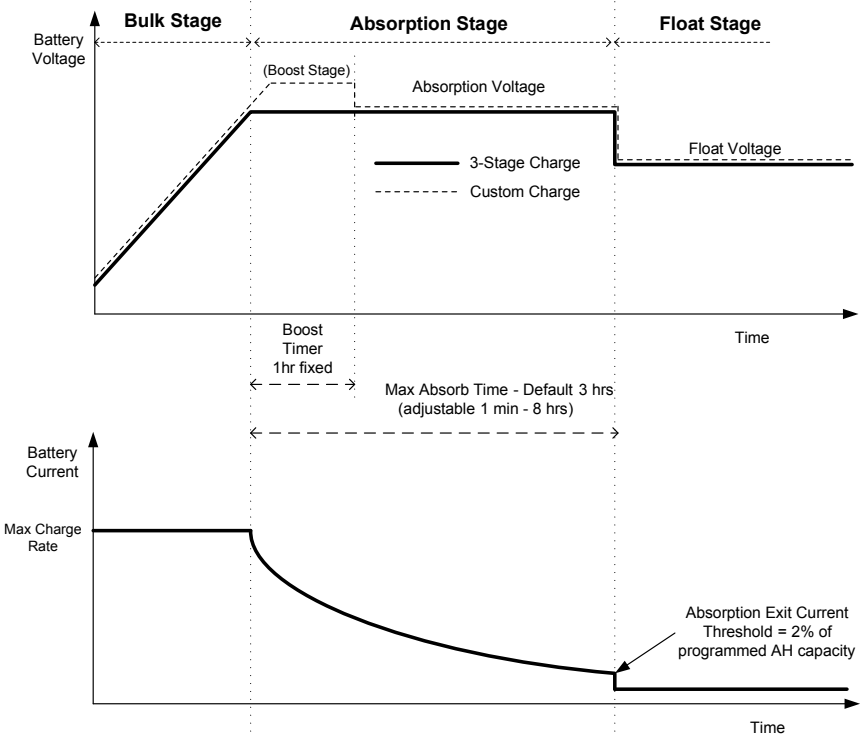 Bulk Stage
Absorption Stage
Float Stage
Battery
Voltage
(Boost Stage)
Absorption Voltage
Float Voltage
3-Stage Charge
Custom Charge
Time
Boost
Timer
1hr fixed
Max Absorb Time - Default 3 hrs
(adjustable 1 min - 8 hrs)
Battery
Current
Max Charge
Rate
Absorption Exit Current
Threshold = 2% of
programmed AH capacity
Time